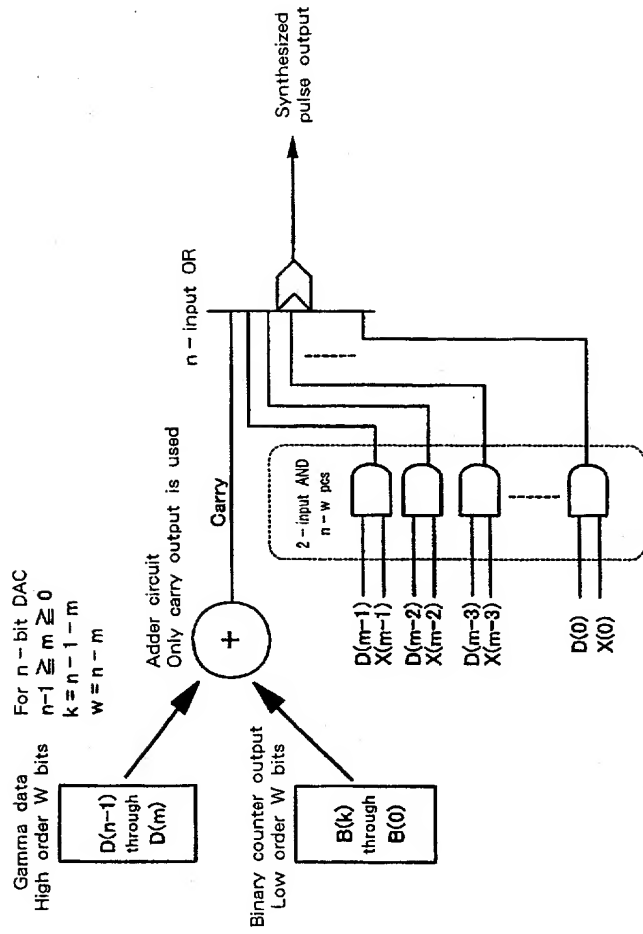 Gamma data
High order W bits
D(n-1)
through
D(m)
For n-bit DAC
n-1 ≧ m ≧ 0
k = n-1-m
w = n-m
Binary counter output
Low order W bits
B(k)
through
B(0)
Adder circuit
Only carry output is used
+
Carry
n-input OR
Synthesized
pulse output
2-input AND
n-w pcs
D(m-1)
X(m-1)
D(m-2)
X(m-2)
D(m-3)
X(m-3)
D(0)
X(0)